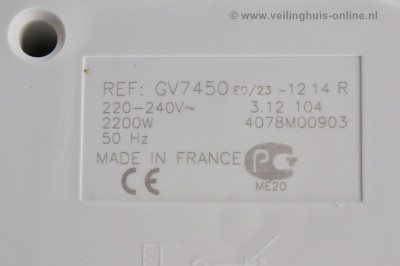 © www.veilinghuis-online.nl
REF: GV7450 E0/23 -12 14 R
220-240V~ 3.12 104
2200W 4078M00903
50 Hz
MADE IN FRANCE
CE
ME20